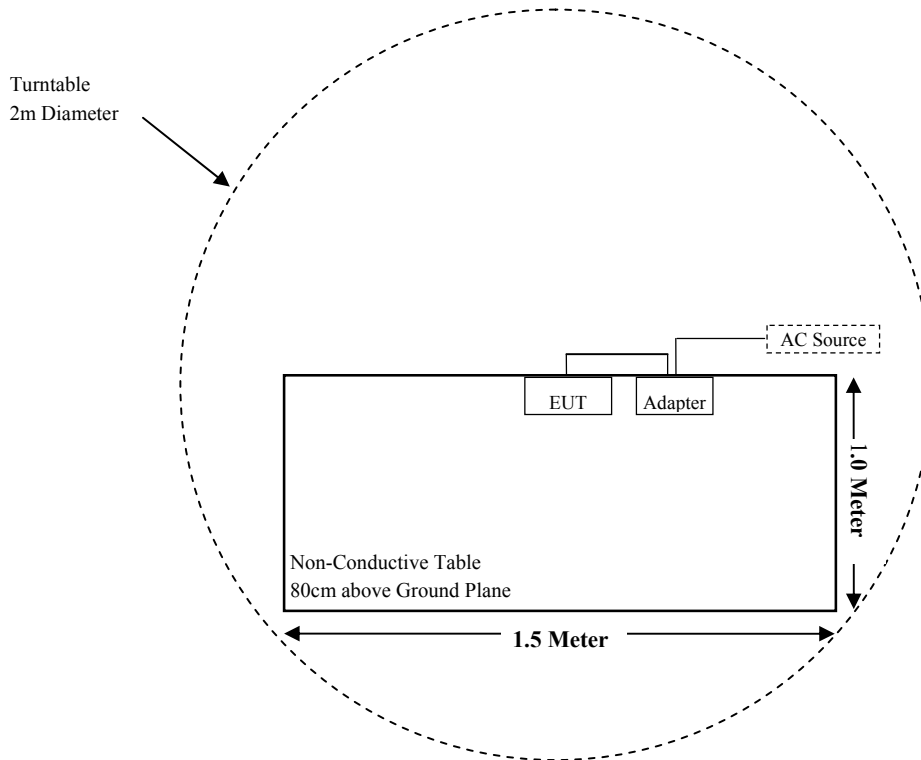 Turntable
2m Diameter
AC Source
EUT
Adapter
1.0 Meter
Non-Conductive Table
80cm above Ground Plane
1.5 Meter